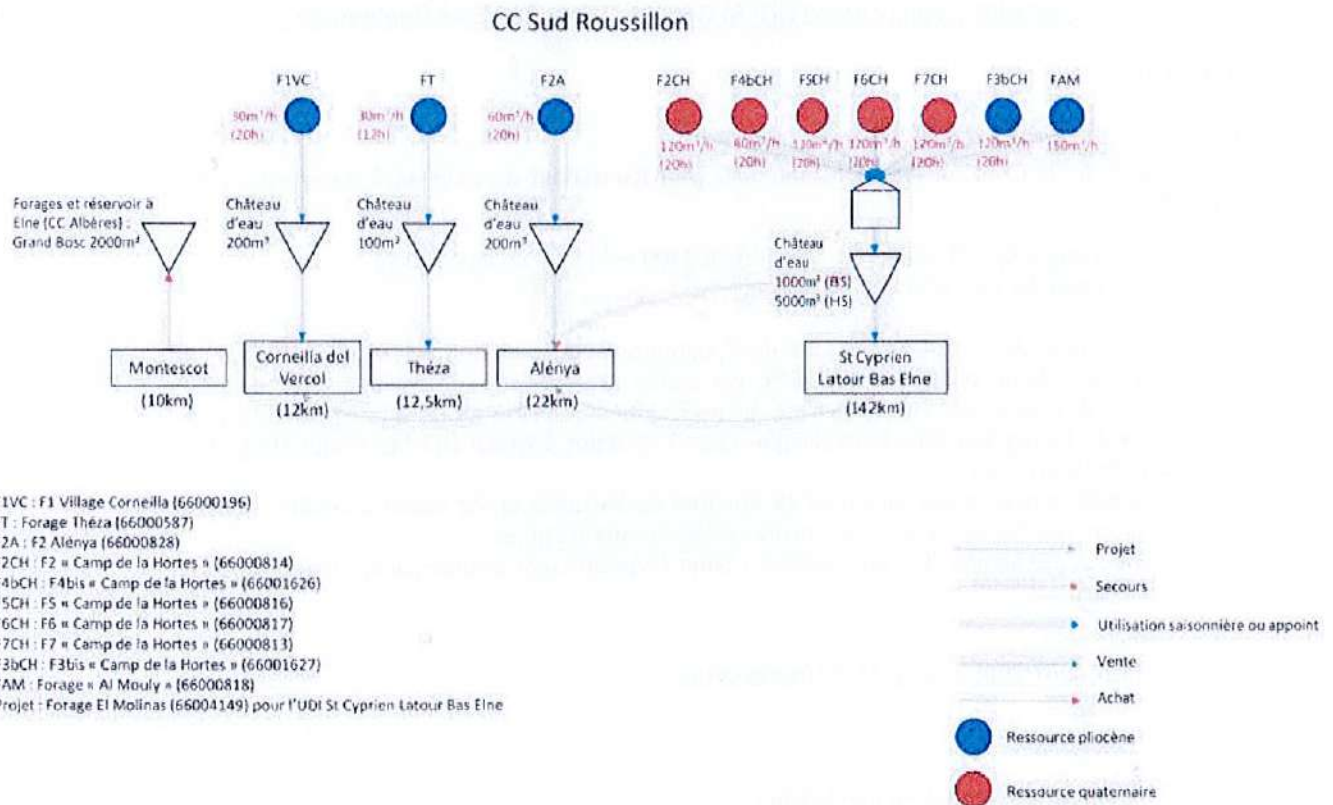 CC Sud Roussillon
F1VC
FT
F2A
F2CH
F4bCH
F5CH
F6CH
F7CH
F3bCH
FAM
30m³/h
(20h)
30m³/h
(12h)
60m³/h
(20h)
120m³/h
(20h)
60m³/h
(20h)
120m³/h
(20h)
120m³/h
(20h)
120m³/h
(20h)
120m³/h
(20h)
150m³/h
Forages et réservoir à
Elne (CC Albères) :
Grand Bosc 2000m³
Château
d'eau
200m³
Château
d'eau
100m³
Château
d'eau
200m³
Château
d'eau
1000m³ (BS)
5000m³ (HS)
Montescot
(10km)
Corneilla del
Vercol
(12km)
Théza
(12,5km)
Alénya
(22km)
St Cyprien
Latour Bas Elne
(142km)
1VC : F1 Village Corneilla (66000196)
T : Forage Théza (66000587)
2A : F2 Alénya (66000828)
2CH : F2 « Camp de la Hortes » (66000814)
4bCH : F4bis « Camp de la Hortes » (66001626)
5CH : F5 « Camp de la Hortes » (66000816)
6CH : F6 « Camp de la Hortes » (66000817)
7CH : F7 « Camp de la Hortes » (66000813)
3bCH : F3bis « Camp de la Hortes » (66001627)
FAM : Forage « Al Mouly » (66000818)
Projet : Forage El Molinas (66004149) pour l'UDI St Cyprien Latour Bas Elne
Projet
Secours
Utilisation saisonnière ou appoint
Vente
Achat
Ressource pliocène
Ressource quaternaire